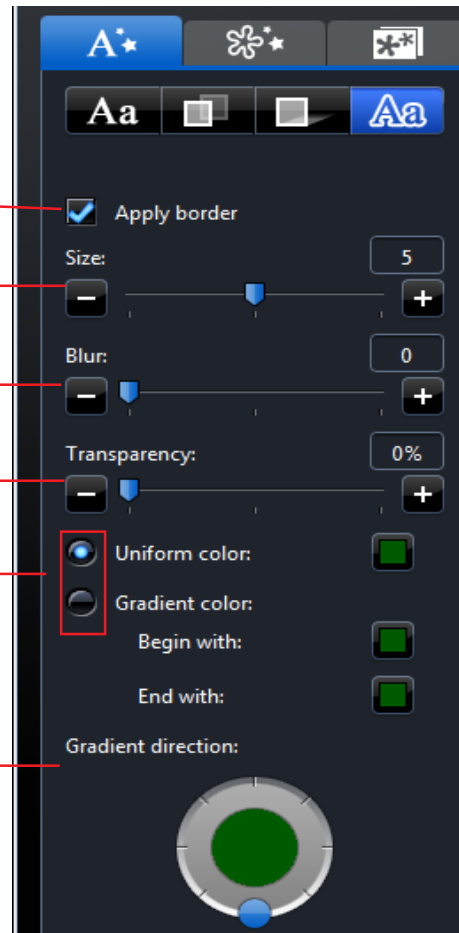 A
Aa Aa
Apply border
Size: 5
Blur: 0
Transparency: 0%
Uniform color:
Gradient color:
Begin with:
End with:
Gradient direction: